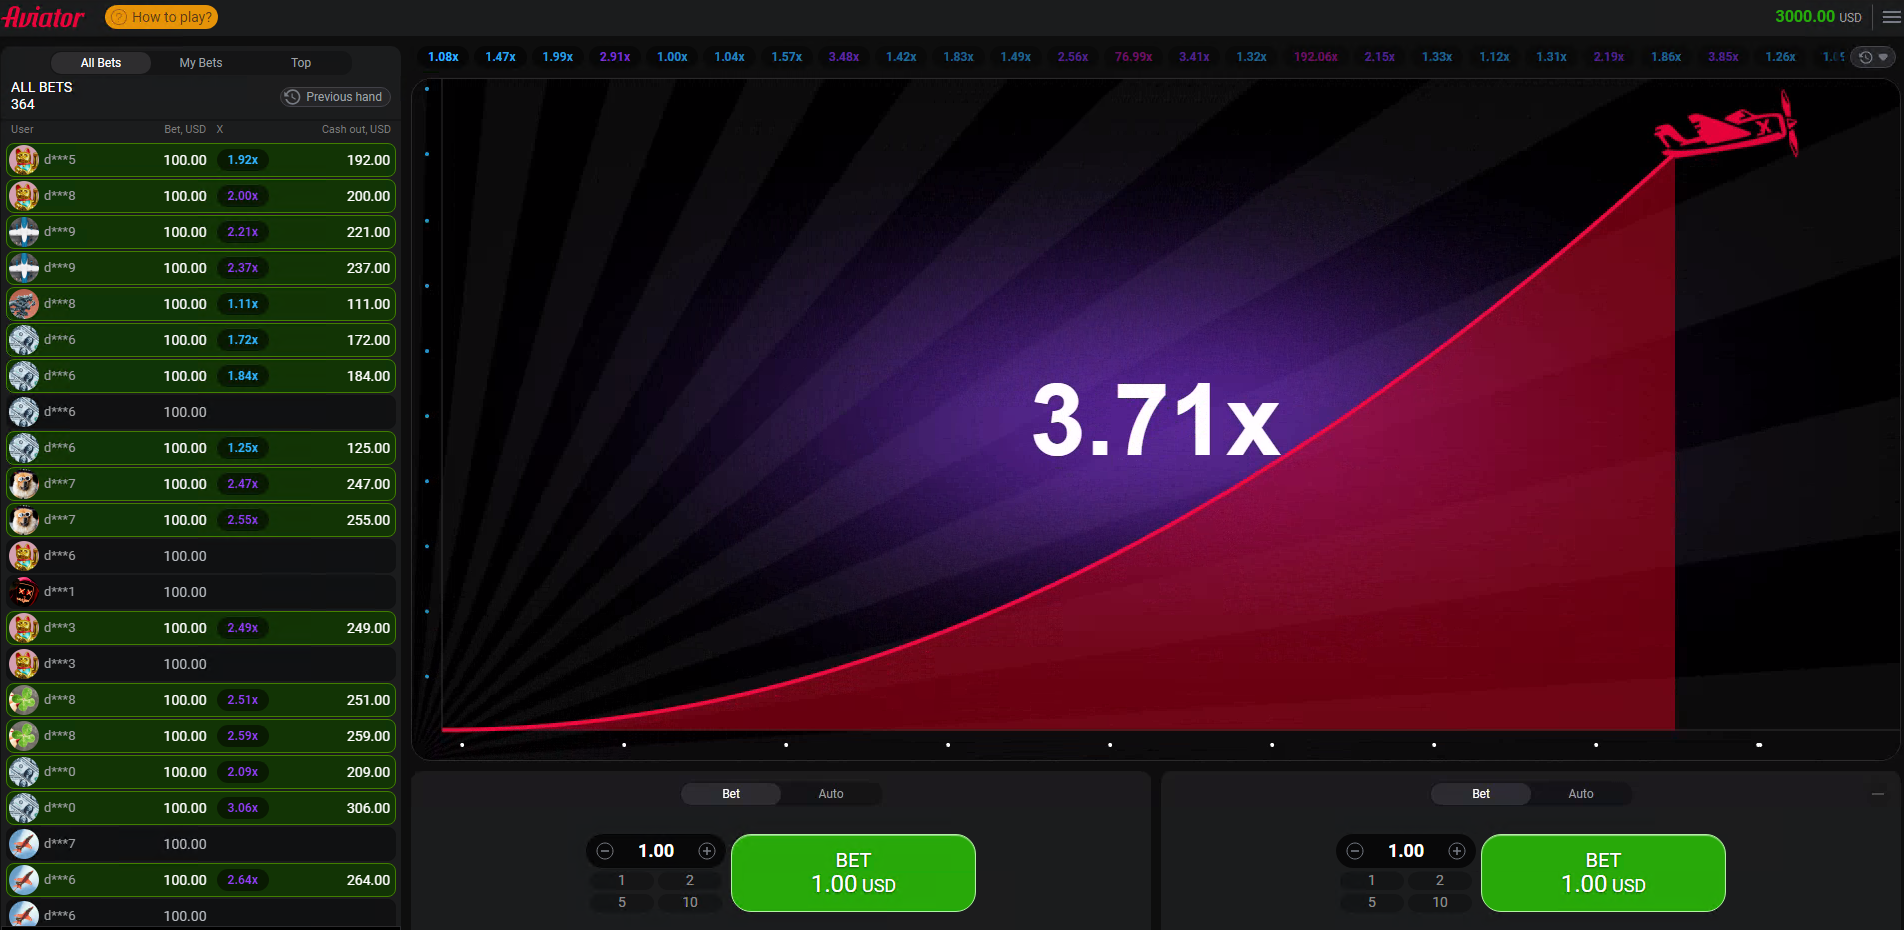 Aviator
? How to play?
3000.00 USD
All Bets My Bets Top
1.08x 1.47x 1.99x 2.91x 1.00x 1.04x 1.57x 3.48x 1.42x 1.83x 1.49x 2.56x 76.99x 3.41x 1.32x 192.06x 2.15x 1.33x 1.12x 1.31x 2.19x 1.86x 3.85x 1.26x
ALL BETS
364
Previous hand
User Bet, USD X Cash out, USD
d***5 100.00 1.92x 192.00
d***8 100.00 2.00x 200.00
d***9 100.00 2.21x 221.00
d***9 100.00 2.37x 237.00
d***8 100.00 1.11x 111.00
d***6 100.00 1.72x 172.00
d***6 100.00 1.84x 184.00
d***6 100.00
d***6 100.00 1.25x 125.00
d***7 100.00 2.47x 247.00
d***7 100.00 2.55x 255.00
d***6 100.00
d***1 100.00
d***3 100.00 2.49x 249.00
d***3 100.00
d***8 100.00 2.51x 251.00
d***8 100.00 2.59x 259.00
d***0 100.00 2.09x 209.00
d***0 100.00 3.06x 306.00
d***7 100.00
d***6 100.00 2.64x 264.00
d***6 100.00
X
3.71x
Bet Auto
1.00
1 2
5 10
BET
1.00 USD
Bet Auto
1.00
1 2
5 10
BET
1.00 USD